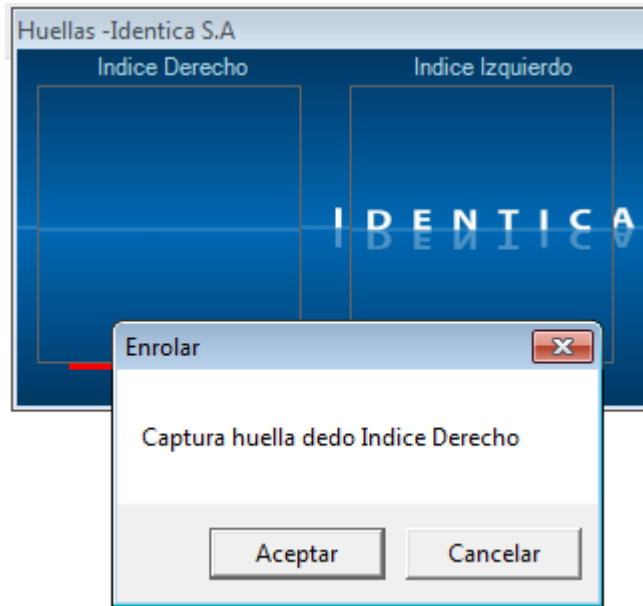 Huellas -Identica S.A
Indice Derecho
Indice Izquierdo
IDENTICA
Enrolar
Captura huella dedo Indice Derecho
Aceptar
Cancelar